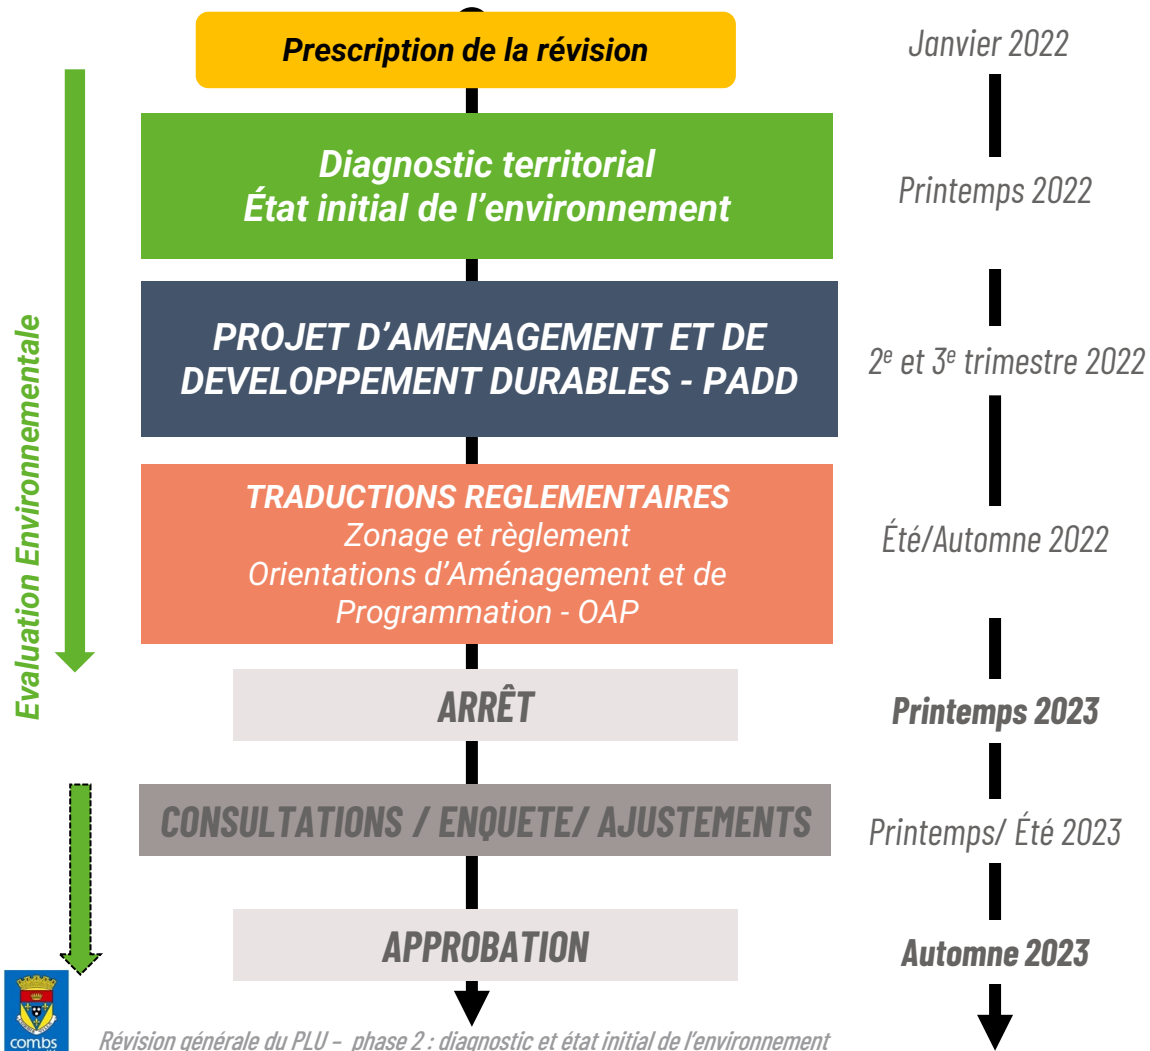 Prescription de la révision
Janvier 2022
Diagnostic territorial
État initial de l'environnement
Printemps 2022
PROJET D'AMENAGEMENT ET DE
DEVELOPPEMENT DURABLES - PADD
2e et 3e trimestre 2022
TRADUCTIONS REGLEMENTAIRES
Zonage et règlement
Orientations d'Aménagement et de
Programmation - OAP
Été/Automne 2022
Evaluation Environnementale
ARRÊT
Printemps 2023
CONSULTATIONS / ENQUETE/ AJUSTEMENTS
Printemps/ Été 2023
APPROBATION
Automne 2023
combs
Révision générale du PLU – phase 2 : diagnostic et état initial de l'environnement